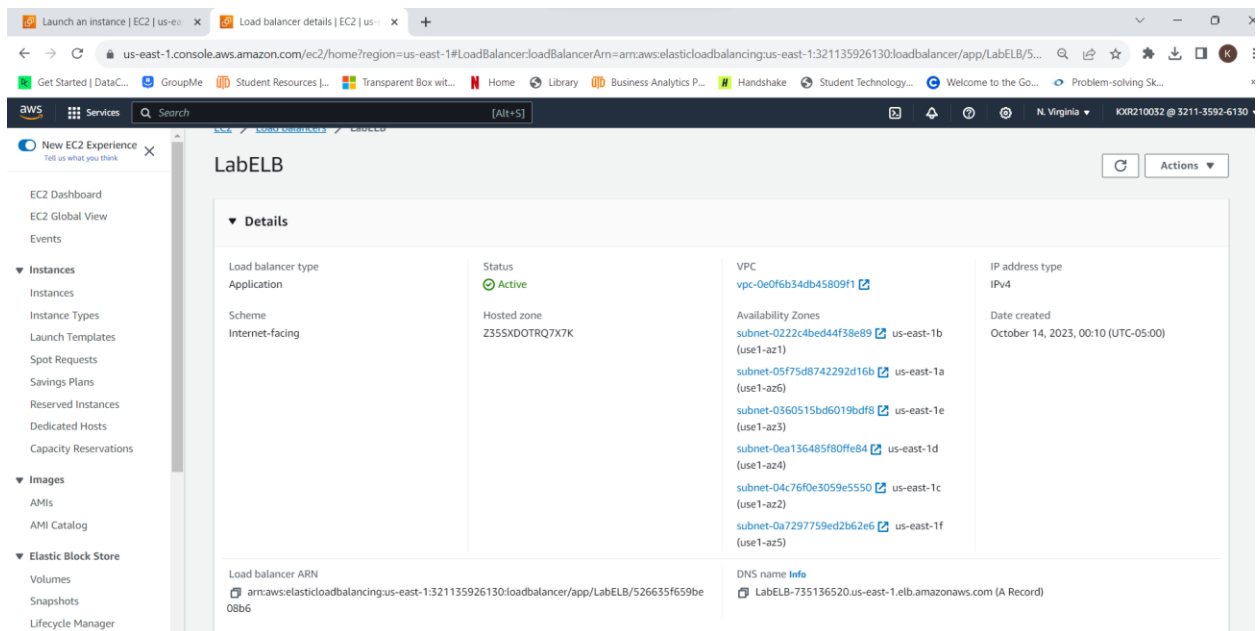 Launch an instance | EC2 | us-ea
Load balancer details | EC2 | us-e
us-east-1.console.aws.amazon.com/ec2/home?region=us-east-1#LoadBalancer:loadBalancerArn=arn:aws:elasticloadbalancing:us-east-1:321135926130:loadbalancer/app/LabELB/5...
K
Get Started | DataC...
GroupMe
Student Resources |...
Transparent Box wit...
Home
Library
Business Analytics P...
Handshake
Student Technology...
Welcome to the Go...
Problem-solving Sk...
aws
Services
Search
[Alt+S]
N. Virginia
KXR210032 @ 3211-3592-6130
New EC2 Experience
Tell us what you think
EC2 Dashboard
EC2 Global View
Events
Instances
Instances
Instance Types
Launch Templates
Spot Requests
Savings Plans
Reserved Instances
Dedicated Hosts
Capacity Reservations
Images
AMIs
AMI Catalog
Elastic Block Store
Volumes
Snapshots
Lifecycle Manager
EC2 / Load balancers / LabELB
LabELB
Actions
Details
Load balancer type
Application
Status
Active
VPC
vpc-0e0f6b34db45809f1
IP address type
IPv4
Scheme
Internet-facing
Hosted zone
Z35SXDOTRQ7X7K
Availability Zones
subnet-0222c4bed44f38e89 us-east-1b
(use1-az1)
subnet-05f75d8742292d16b us-east-1a
(use1-az6)
subnet-0360515bd6019bdf8 us-east-1e
(use1-az3)
subnet-0ea136485f80ffe84 us-east-1d
(use1-az4)
subnet-04c76f0e3059e5550 us-east-1c
(use1-az2)
subnet-0a7297759ed2b62e6 us-east-1f
(use1-az5)
Date created
October 14, 2023, 00:10 (UTC-05:00)
Load balancer ARN
arn:aws:elasticloadbalancing:us-east-1:321135926130:loadbalancer/app/LabELB/526635f659be
08b6
DNS name Info
LabELB-735136520.us-east-1.elb.amazonaws.com (A Record)